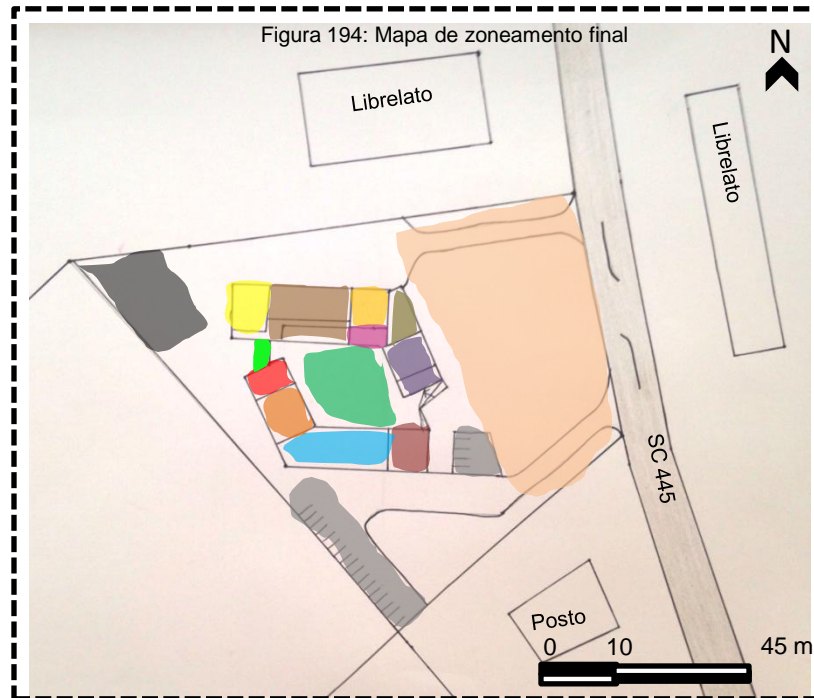 Figura 194: Mapa de zoneamento final
N
Librelato
Librelato
SC 445
Posto
0 10 45 m